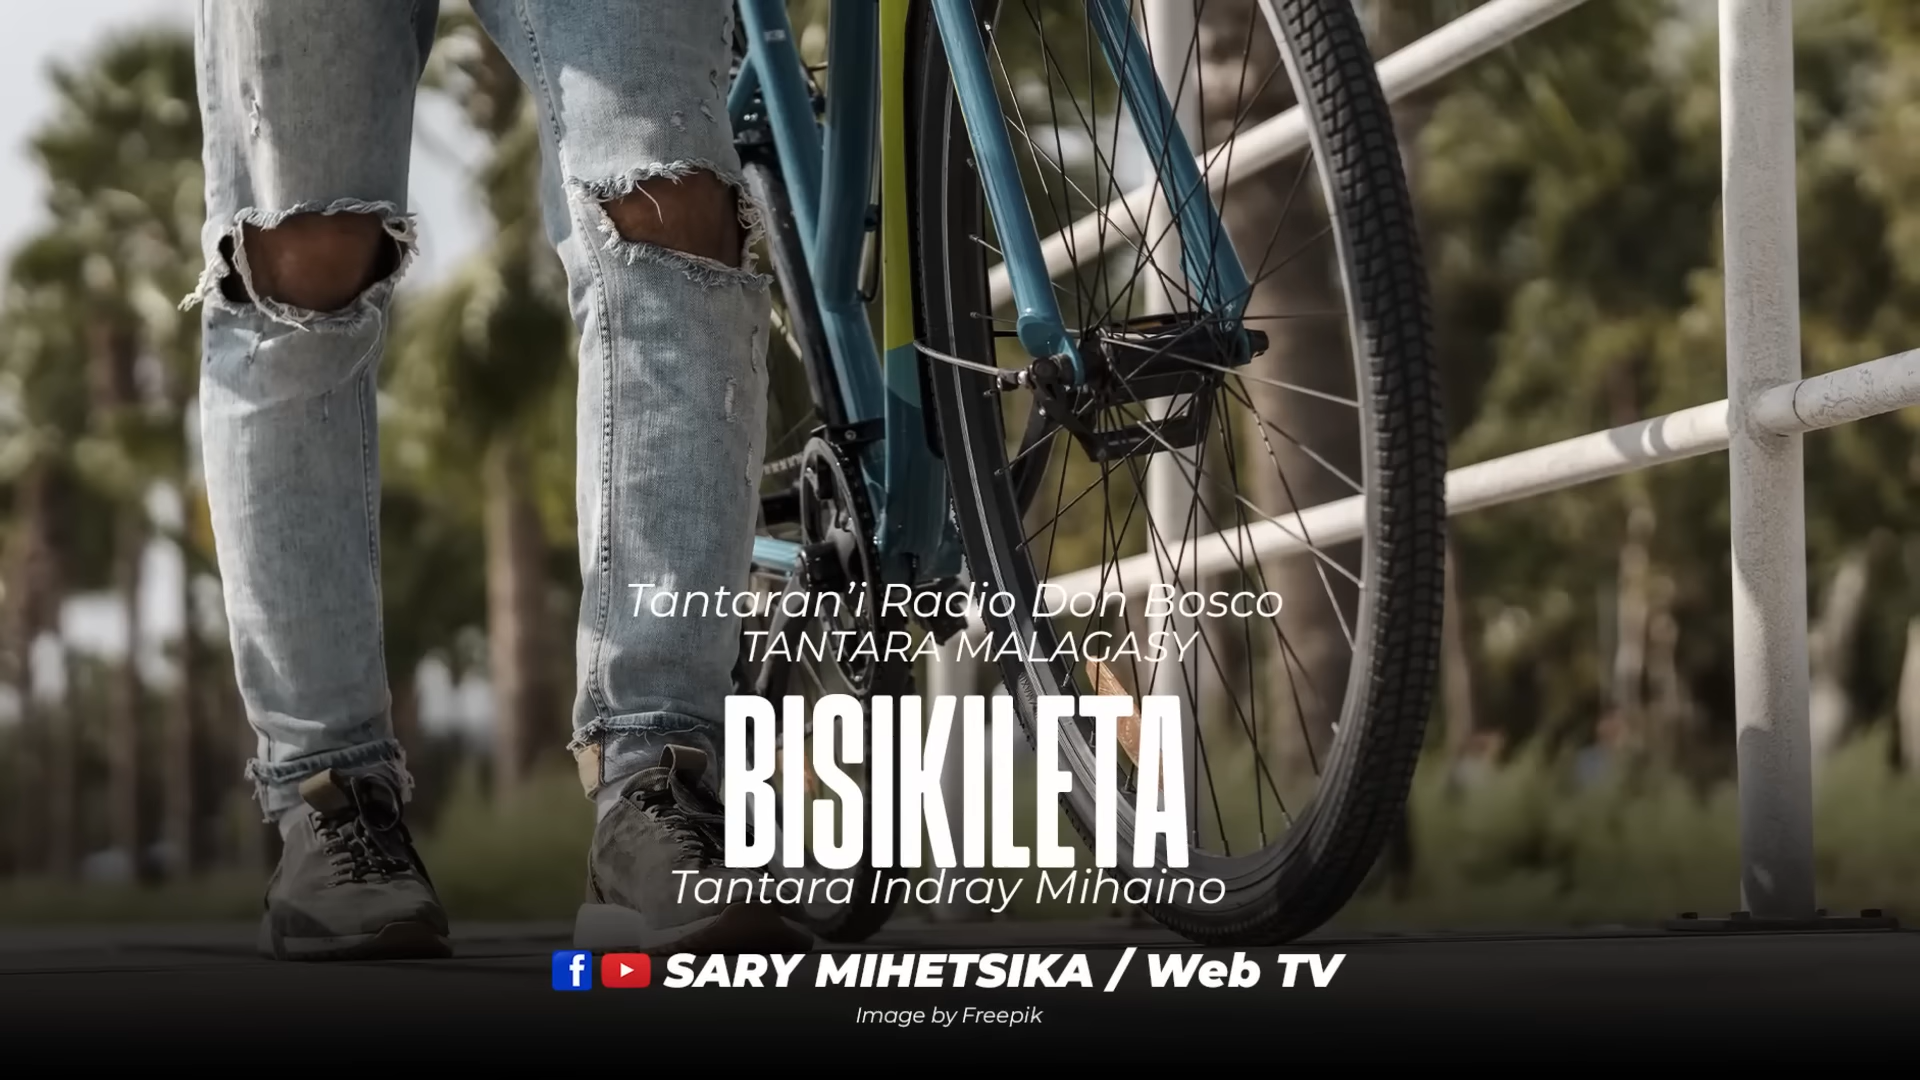 Tantaran’i Radio Don Bosco
TANTARA MALAGASY
BISIKILETA
Tantara Indray Mihaino
SARY MIHETSIKA / Web TV
Image by Freepik